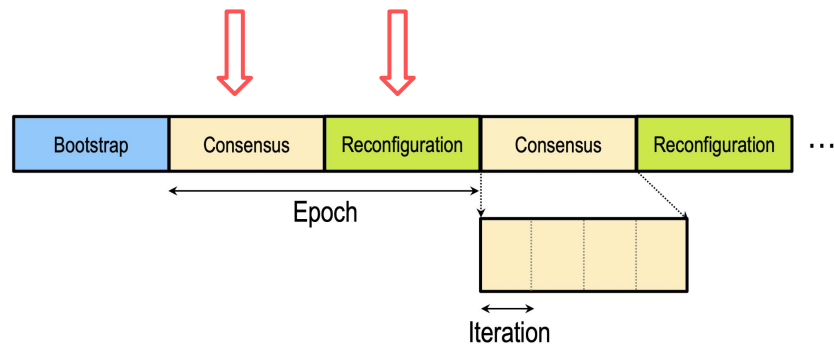 Bootstrap
Consensus
Reconfiguration
Consensus
Reconfiguration
...
Epoch
Iteration